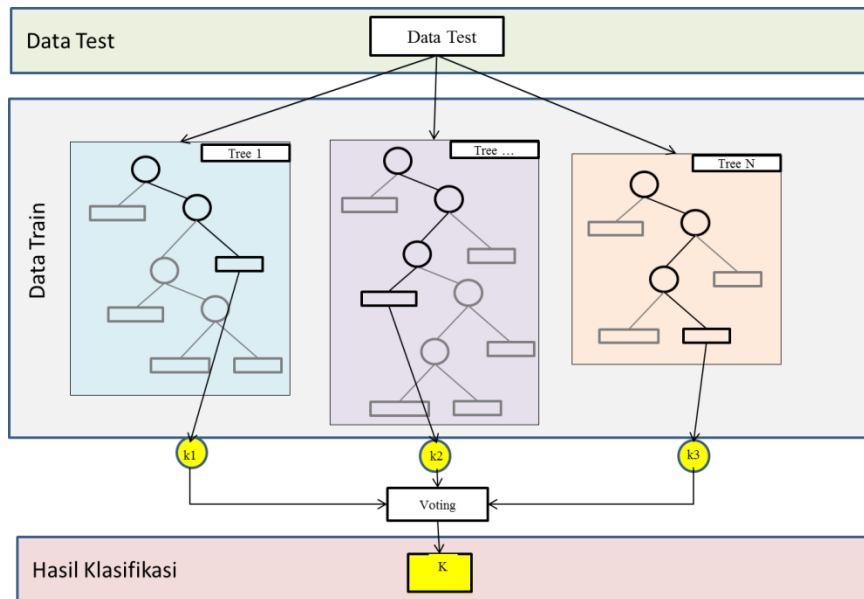 Data Test
Data Test
Data Train
Tree 1
Tree ...
Tree N
k1
k2
k3
Voting
Hasil Klasifikasi
K